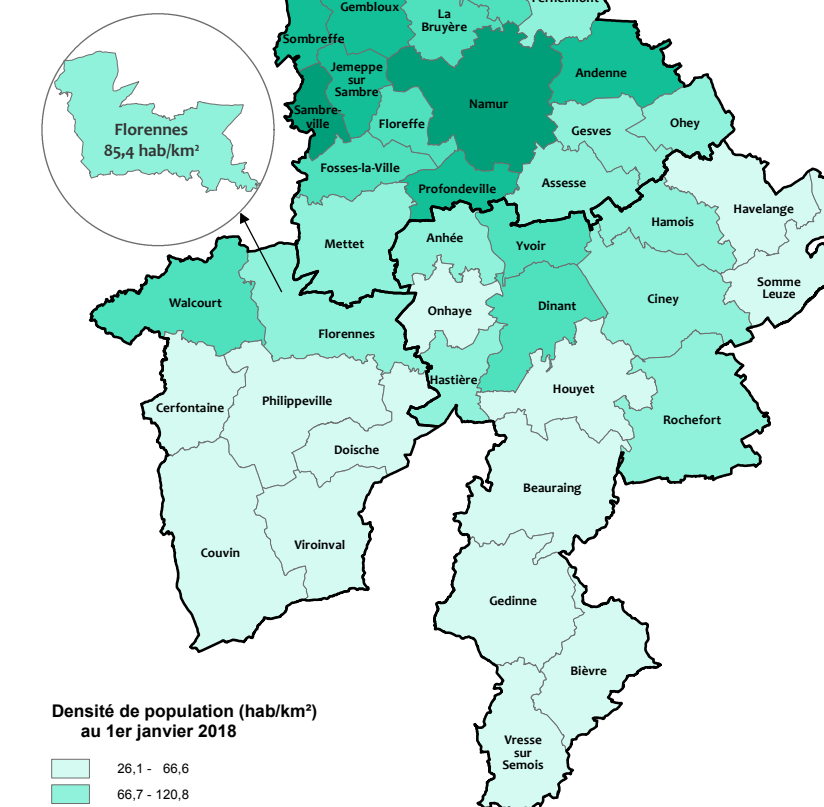 Gembloux
La
Bruyère
Fernelmont
Sombreffe
Jemeppe
sur
Sambre
Andenne
Namur
Sambre-
ville
Floreffe
Gesves
Ohey
Florennes
85,4 hab/km²
Fosses-la-Ville
Profondeville
Assesse
Havelange
Hamois
Mettet
Anhée
Yvoir
Somme
Leuze
Walcourt
Onhaye
Dinant
Ciney
Florennes
Hastière
Houyet
Cerfontaine
Philippeville
Rochefort
Doische
Beauraing
Couvin
Viroinval
Gedinne
Bièvre
Vresse
sur
Semois
Densité de population (hab/km²)
au 1er janvier 2018
26,1 - 66,6
66,7 - 120,8